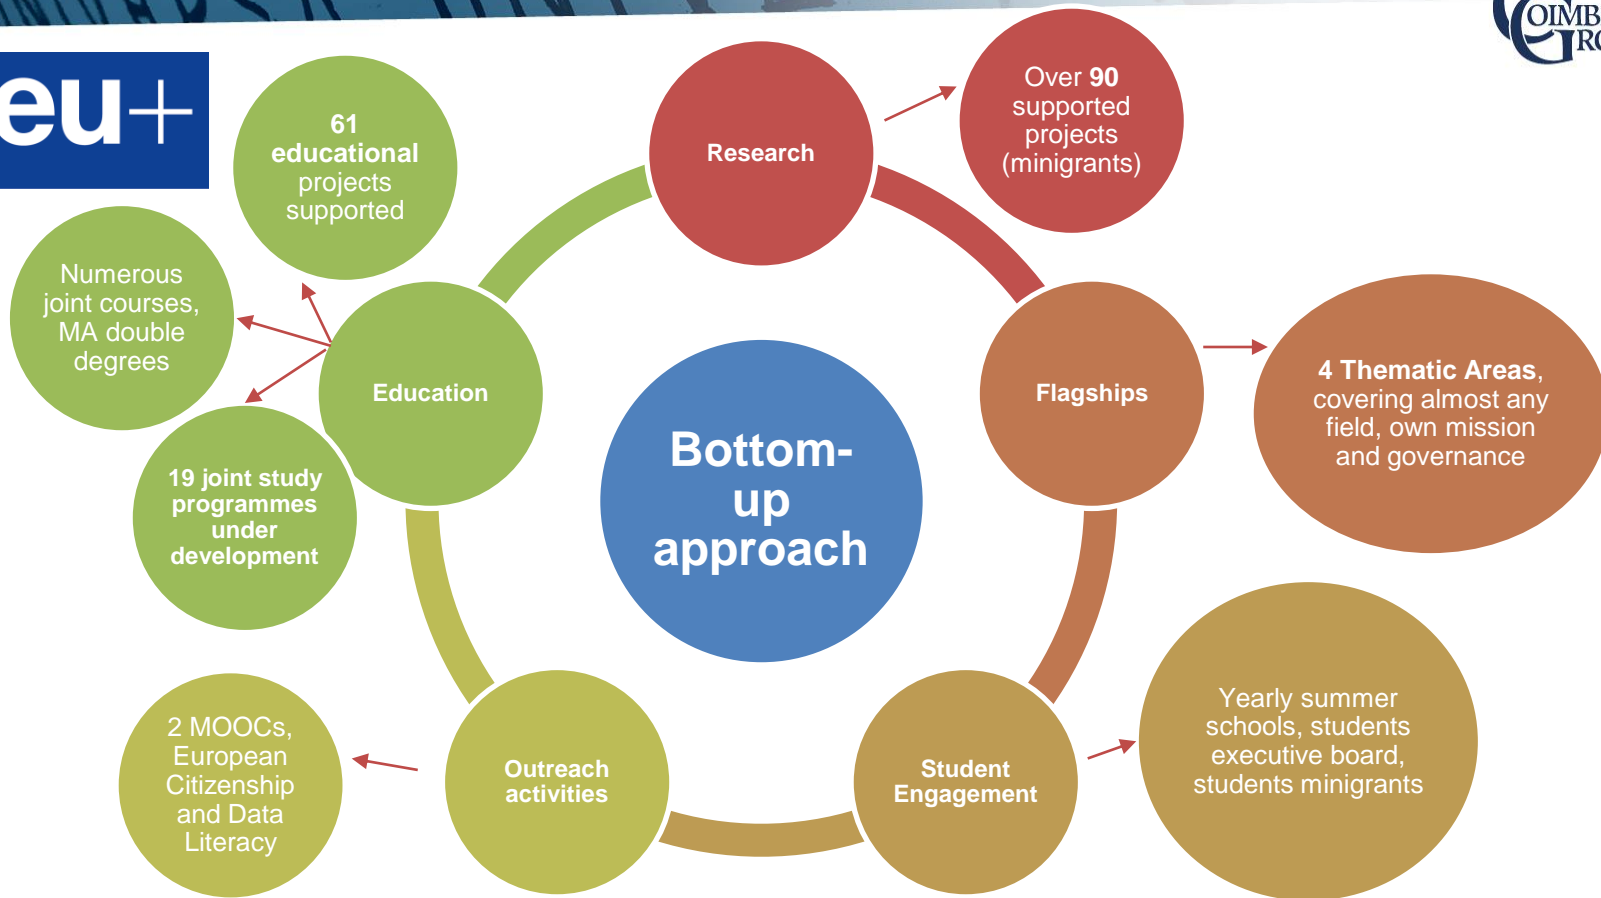 eu+
61
educational
projects
supported
Research
Over 90
supported
projects
(minigrants)
Numerous
joint courses,
MA double
degrees
Education
Flagships
4 Thematic Areas,
covering almost any
field, own mission
and governance
Bottom-
up
approach
19 joint study
programmes
under
development
2 MOOCs,
European
Citizenship
and Data
Literacy
Outreach
activities
Student
Engagement
Yearly summer
schools, students
executive board,
students minigrants